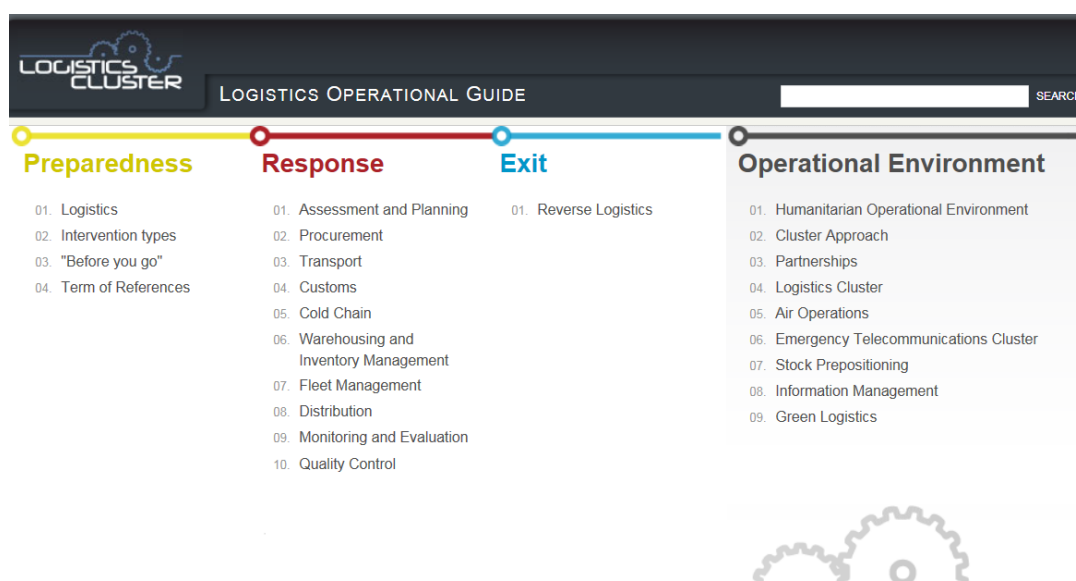 LOGISTICS
CLUSTER
LOGISTICS OPERATIONAL GUIDE
SEARC
Preparedness
01. Logistics
02. Intervention types
03. "Before you go"
04. Term of References
Response
01. Assessment and Planning
02. Procurement
03. Transport
04. Customs
05. Cold Chain
06. Warehousing and
Inventory Management
07. Fleet Management
08. Distribution
09. Monitoring and Evaluation
10. Quality Control
Exit
01. Reverse Logistics
Operational Environment
01. Humanitarian Operational Environment
02. Cluster Approach
03. Partnerships
04. Logistics Cluster
05. Air Operations
06. Emergency Telecommunications Cluster
07. Stock Prepositioning
08. Information Management
09. Green Logistics